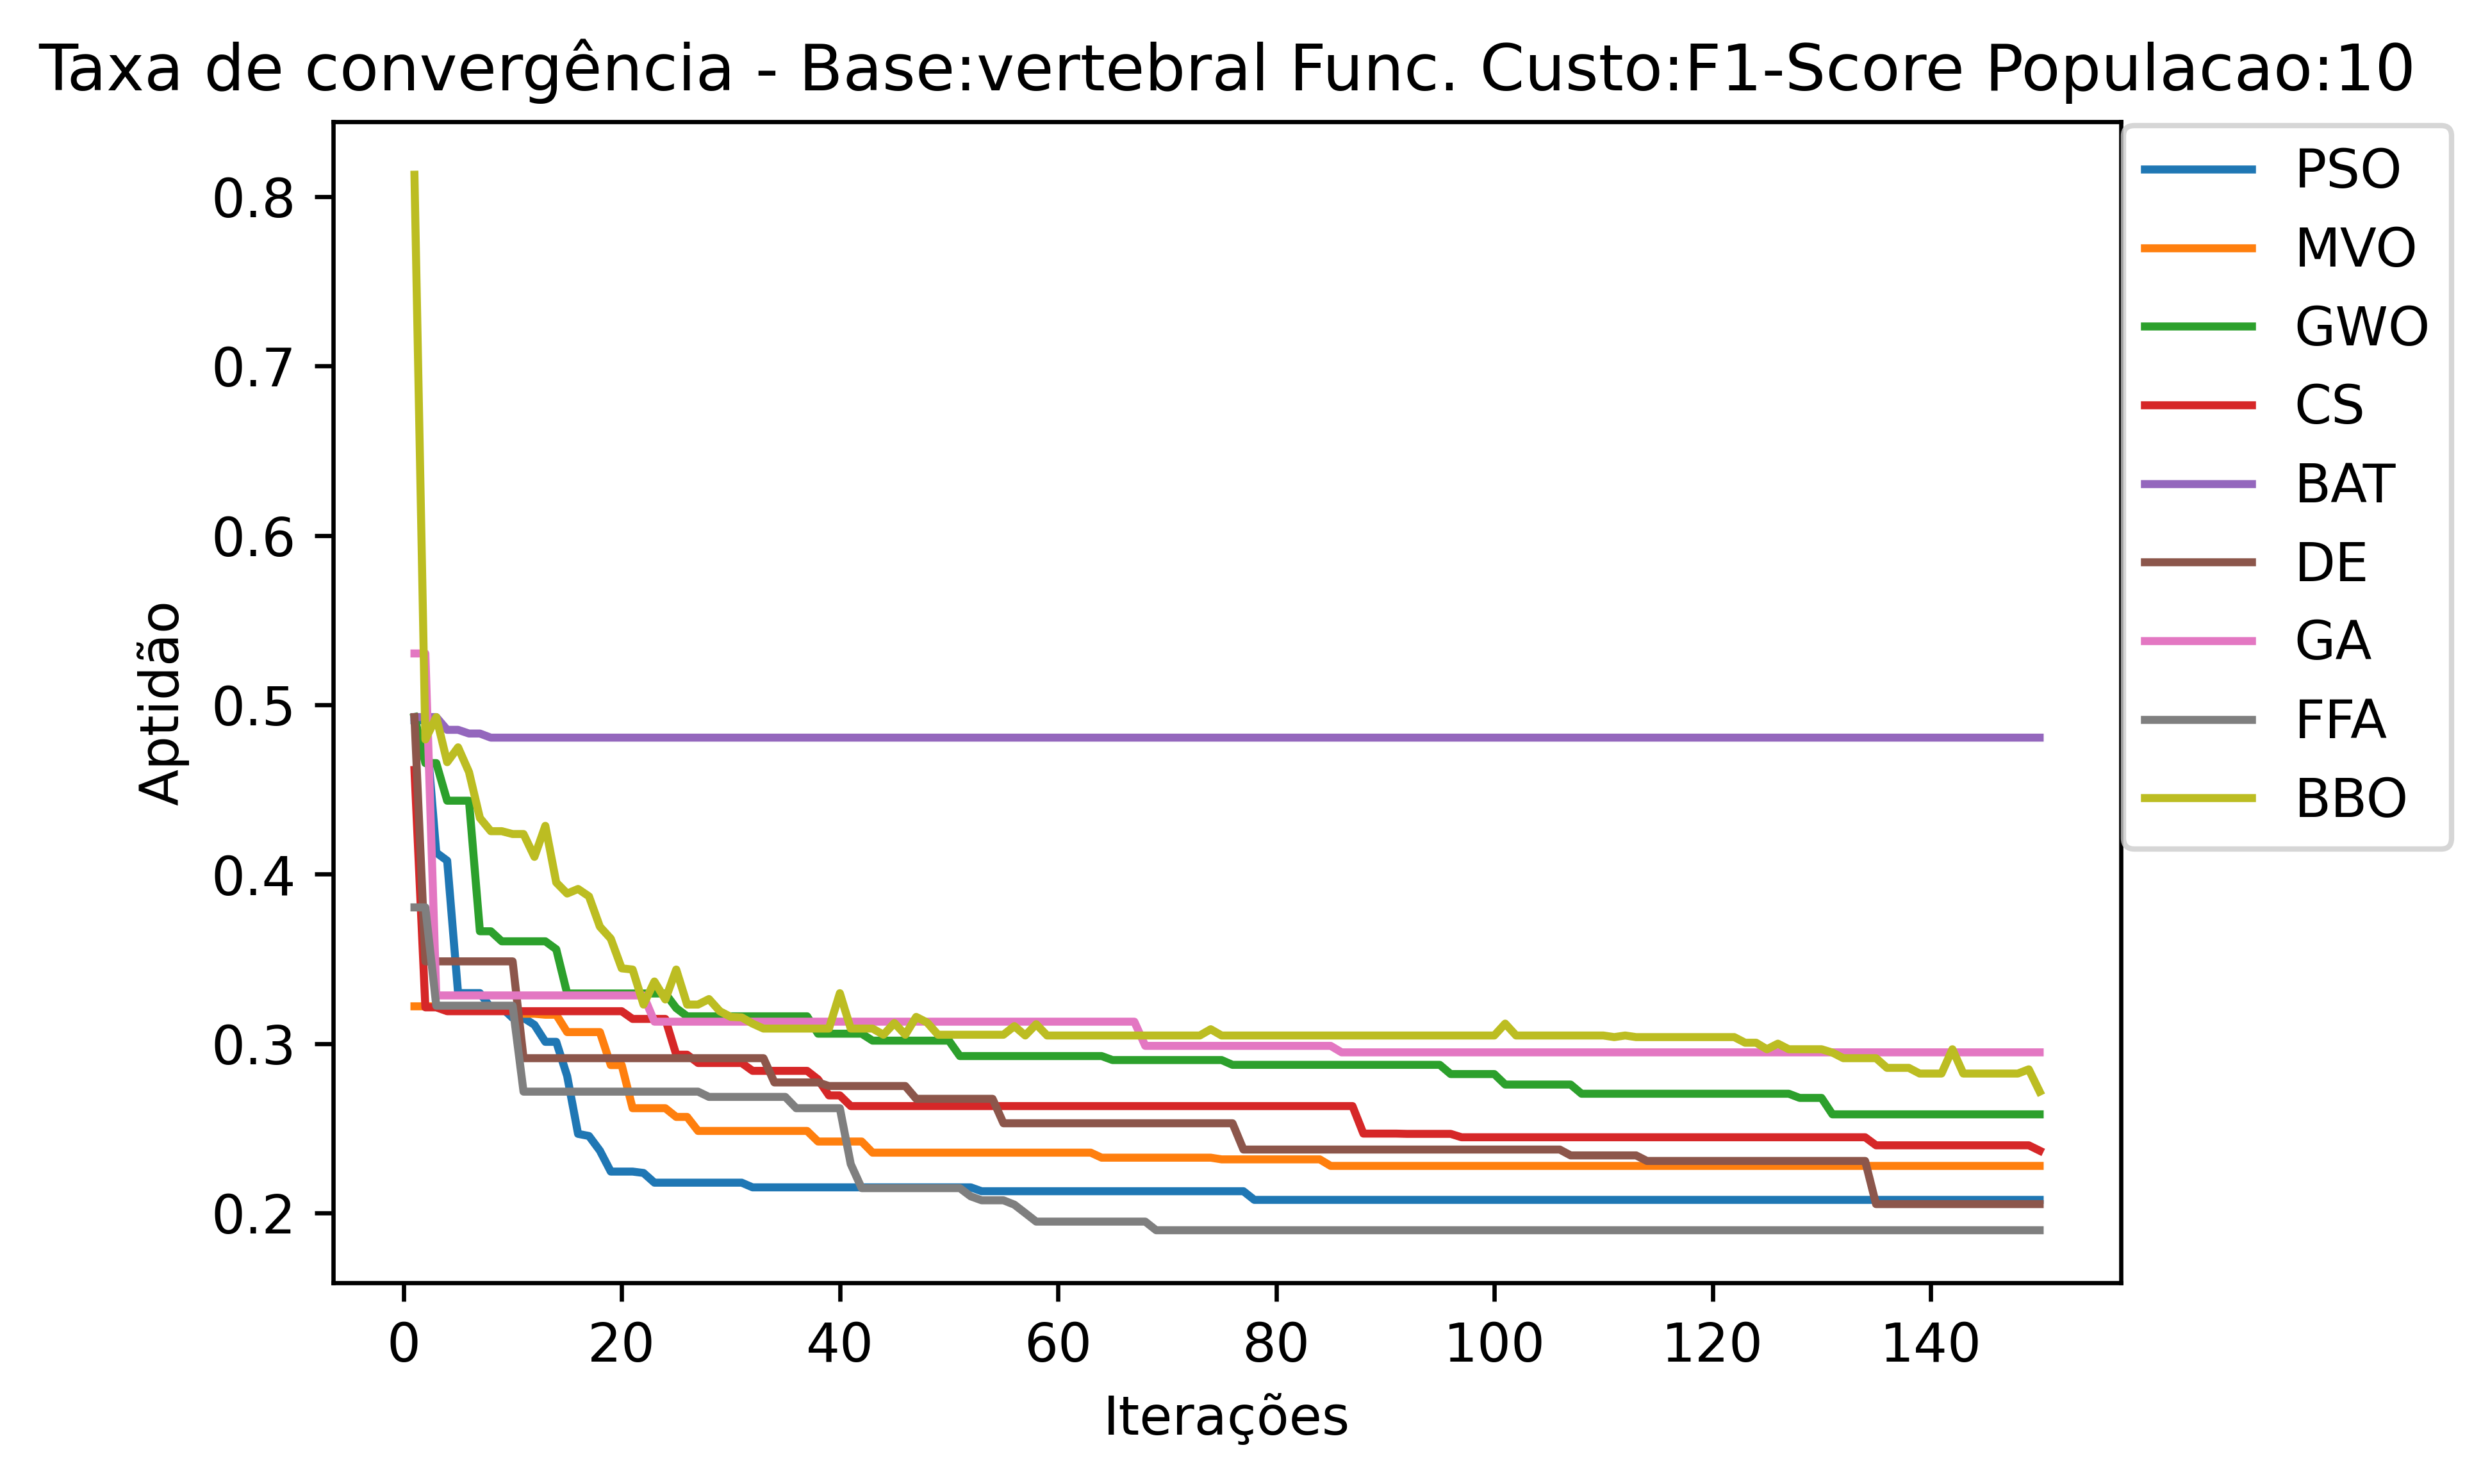 Taxa de convergência - Base:vertebral Func. Custo:F1-Score Populacao:10
Aptidão
0.8
0.7
0.6
0.5
0.4
0.3
0.2
0 20 40 60 80 100 120 140
Iterações
PSO
MVO
GWO
CS
BAT
DE
GA
FFA
BBO